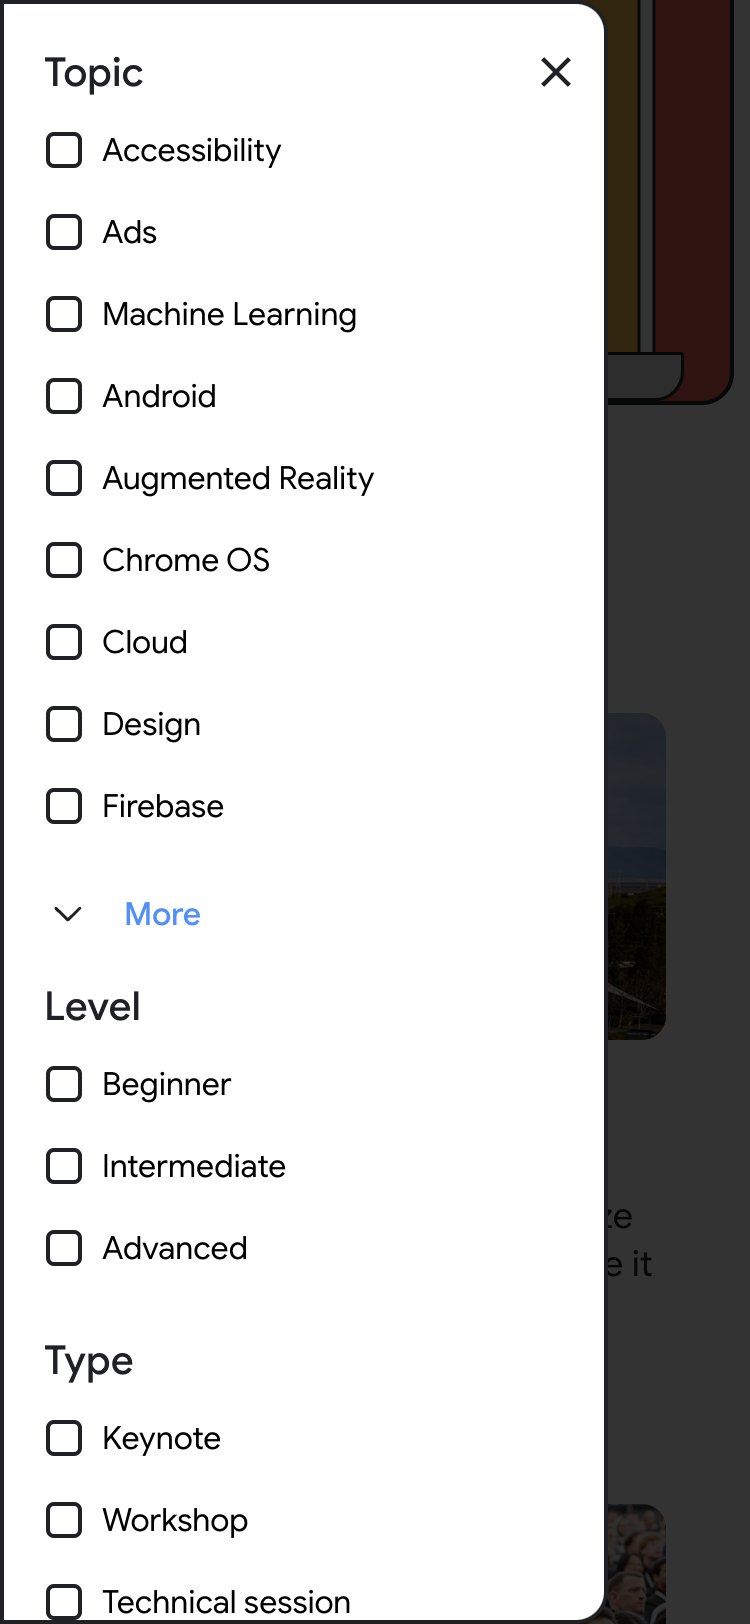 Topic
Accessibility
Ads
Machine Learning
Android
Augmented Reality
Chrome OS
Cloud
Design
Firebase
More
Level
Beginner
Intermediate
Advanced
it
Type
Keynote
Workshop
Technical session